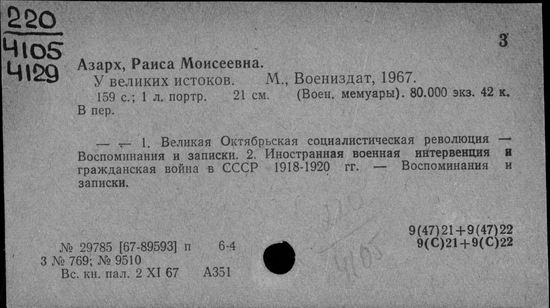 220
4105
4129
3
Азарх, Раиса Моисеевна.
У великих истоков. М., Воениздат, 1967.
159 с.; 1 л. портр. 21 см. (Воен. мемуары). 80.000 экз. 42 к.
В пер.
— — 1. Великая Октябрьская социалистическая революция —
Воспоминания и записки. 2. Иностранная военная интервенция и
гражданская война в СССР 1918-1920 гг. — Воспоминания и
записки.
220
4105
9(47)21+9(47)22
9(С)21+9(С)22
№ 29785 [67-89593] п 6-4
З № 769; № 9510
Вс. кн. пал. 2 XI 67 А351